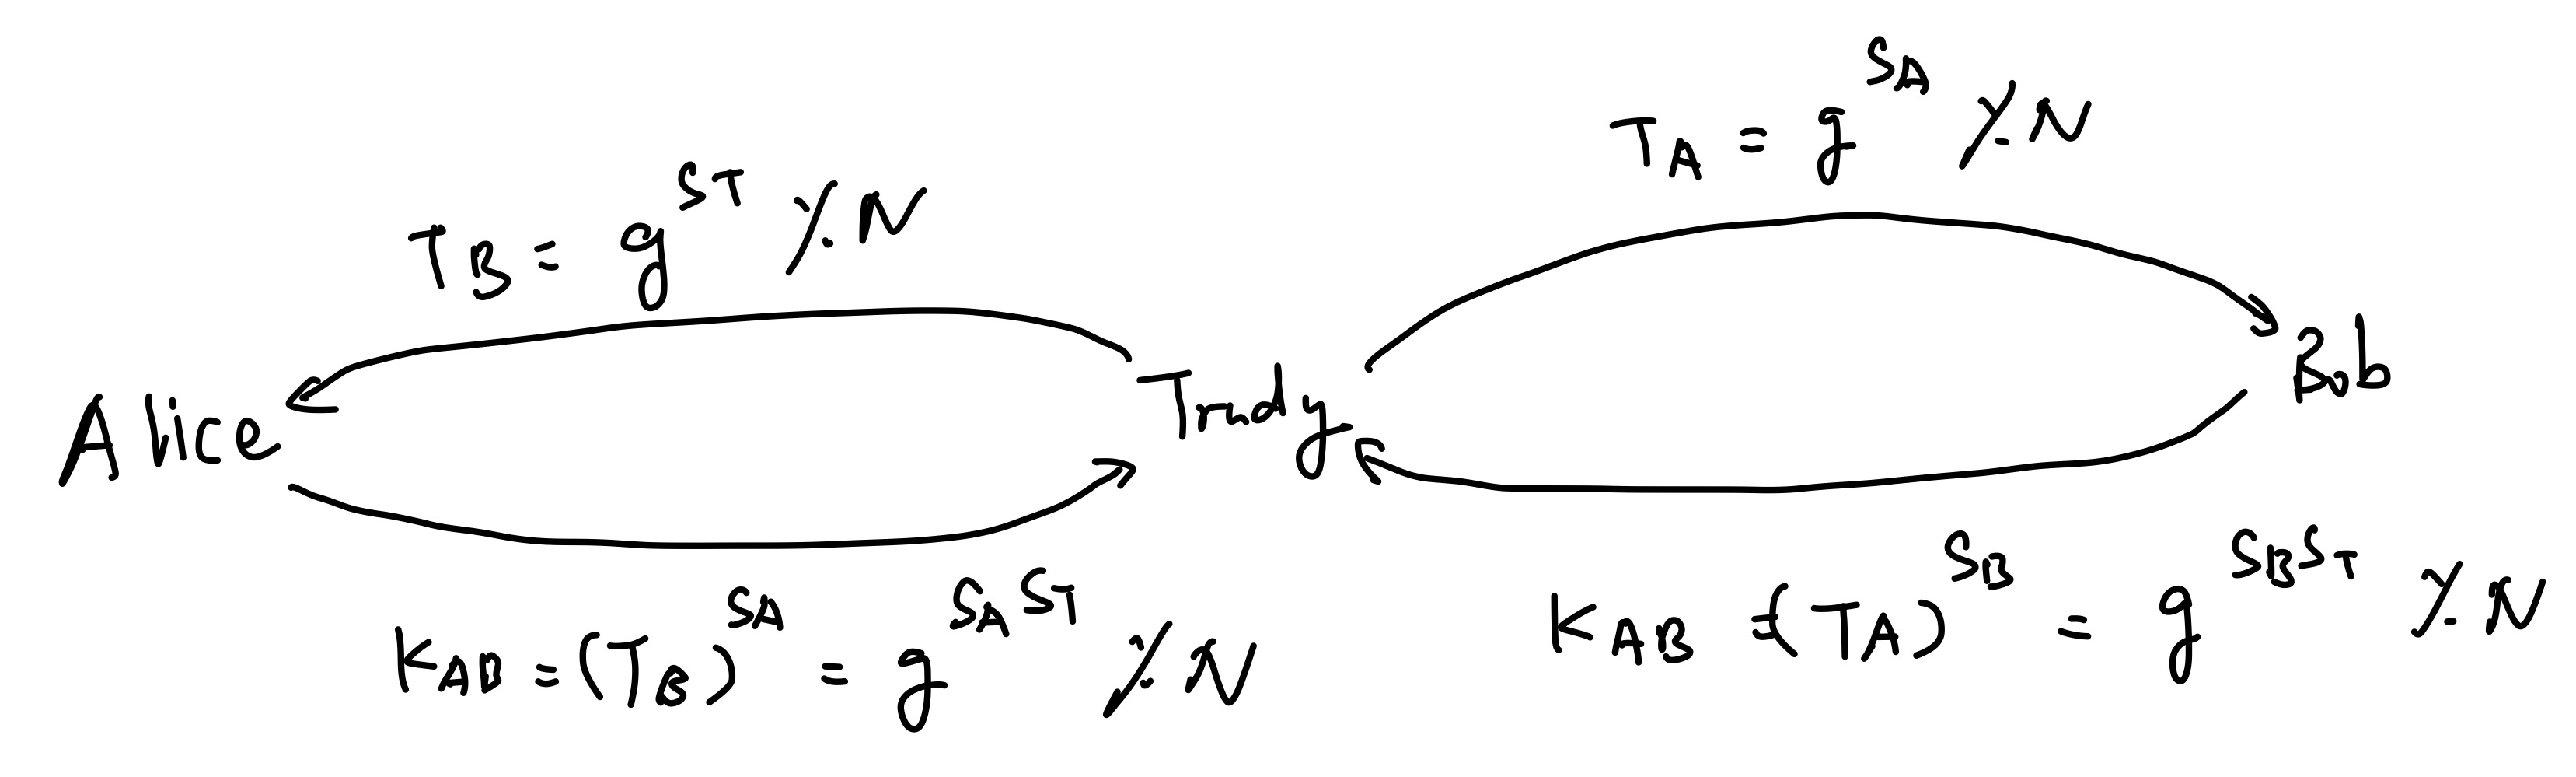 T_A = g^{S_A} % N
T_B = g^{S_T} % N
Alice Trudy Bob
K_{AB} = (T_B)^{S_A} = g^{S_A S_T} % N
K_{AB} = (T_A)^{S_B} = g^{S_B S_T} % N